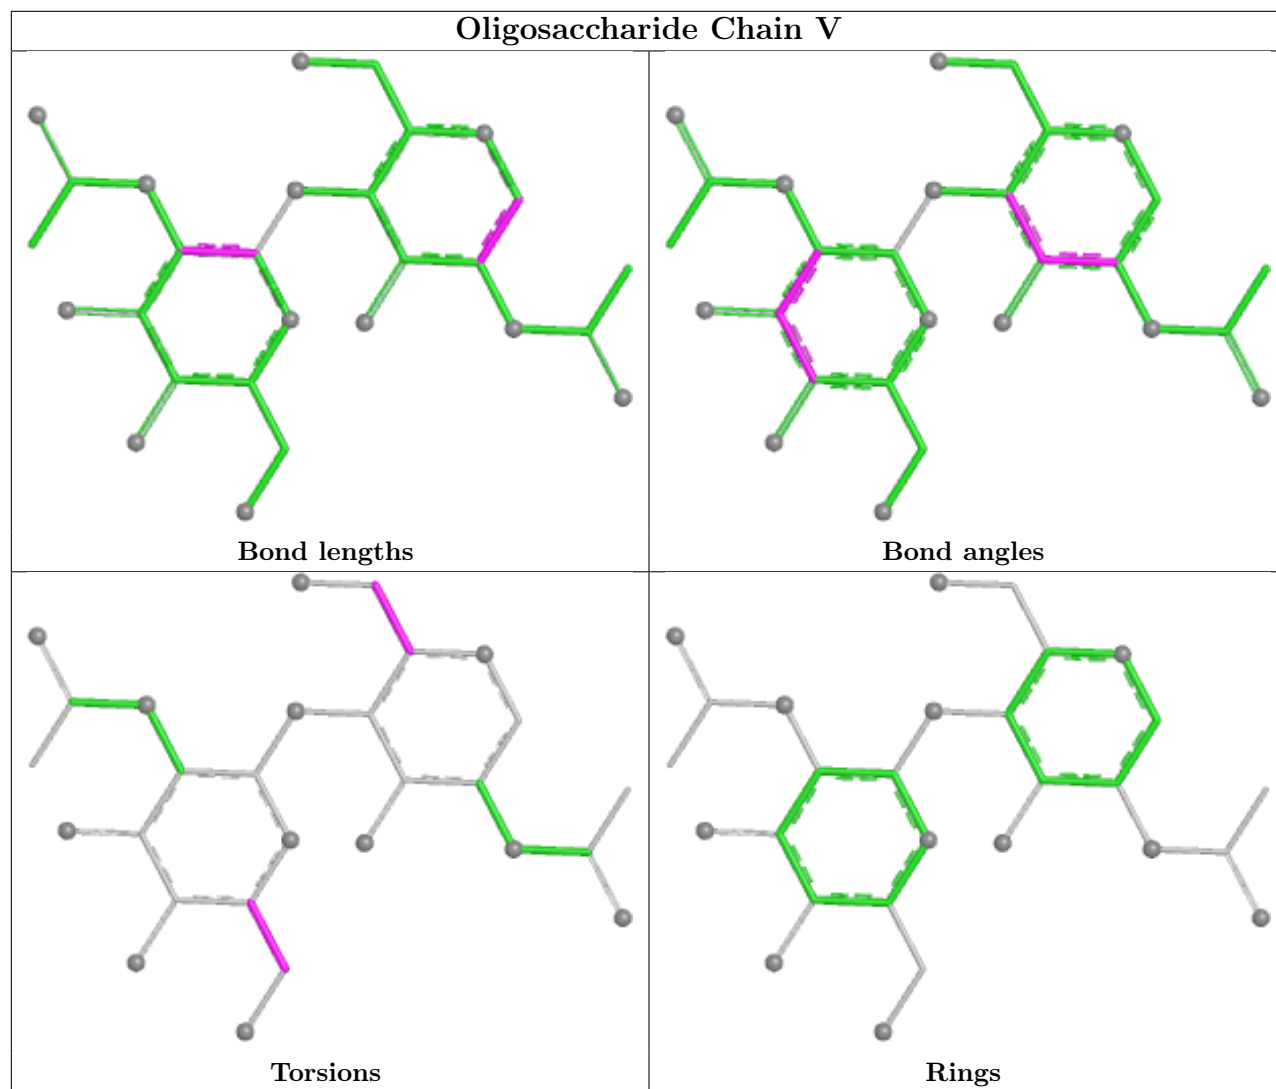 Oligosaccharide Chain V
Bond lengths
Bond angles
Torsions
Rings